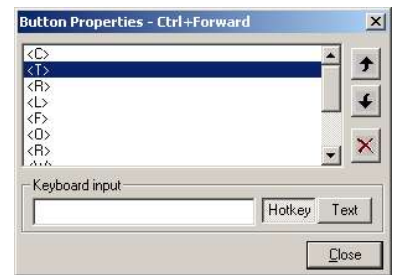 Button Properties - Ctrl+Forward
<C>
<T>
<R>
<L>
<F>
<O>
<R>
Keyboard input
Hotkey Text
Close